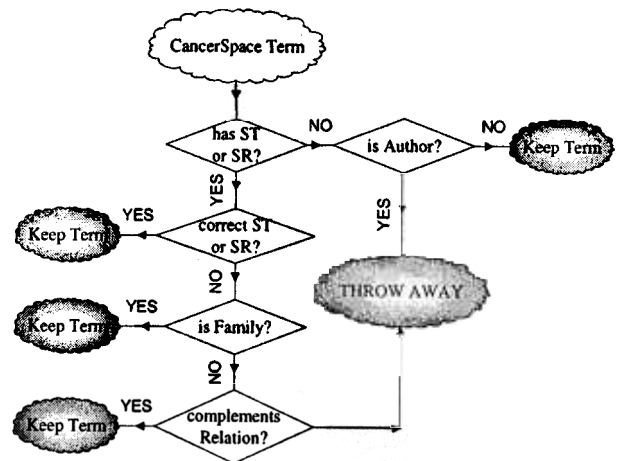 CancerSpace Term
has ST
or SR?
NO
is Author?
NO
Keep Term
YES
YES
Keep Term
YES
correct ST
or SR?
NO
THROW AWAY
Keep Term
YES
is Family?
NO
Keep Term
YES
complements
Relation?